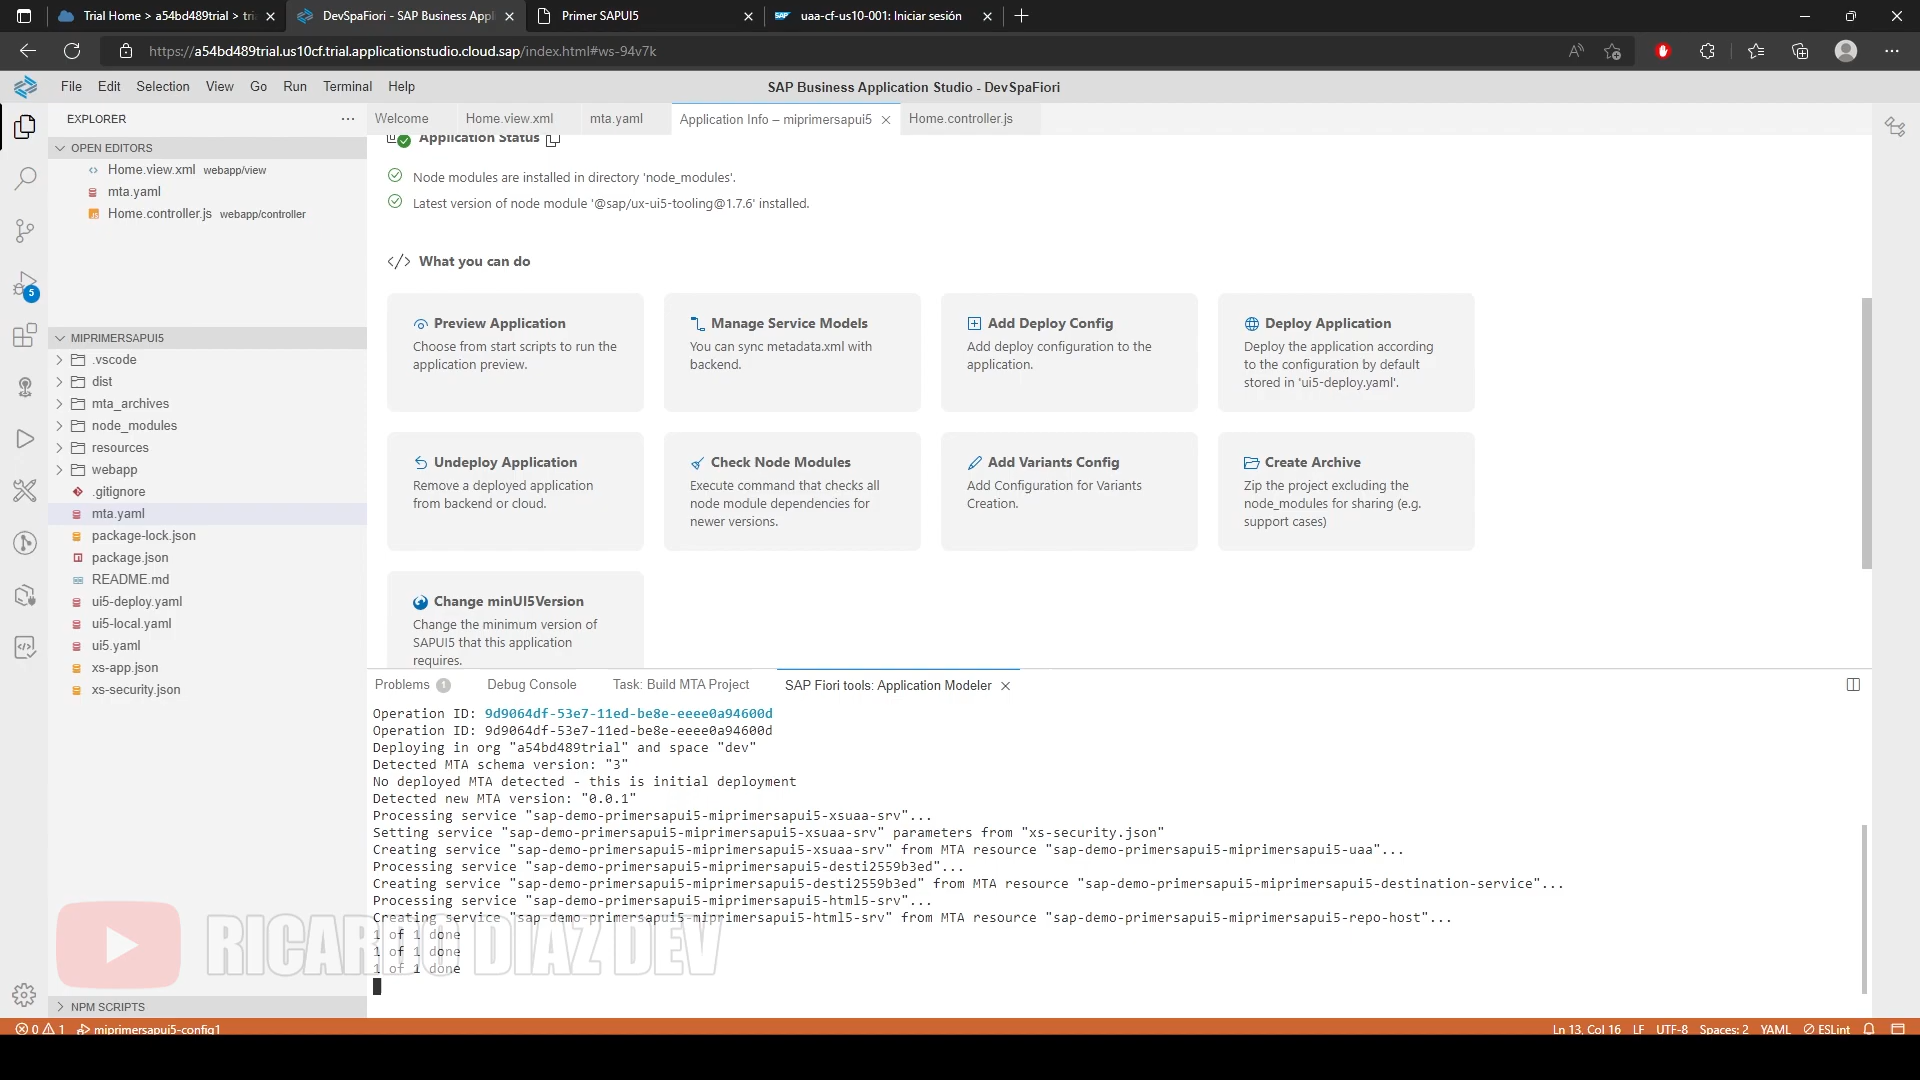 Trial Home > a54bd489trial > tri
DevSpaFiori - SAP Business Appl
Primer SAPUI5
uaa-cf-us10-001: Iniciar sesión
https://a54bd489trial.us10cf.trial.applicationstudio.cloud.sap/index.html#ws-94v7k
File Edit Selection View Go Run Terminal Help
SAP Business Application Studio - DevSpaFiori
EXPLORER
Welcome
Home.view.xml
mta.yaml
Application Info – miprimersapui5
Home.controller.js
OPEN EDITORS
Home.view.xml webapp/view
mta.yaml
Home.controller.js webapp/controller
5
MIPRIMERSAPUI5
.vscode
dist
mta_archives
node_modules
resources
webapp
.gitignore
mta.yaml
package-lock.json
package.json
README.md
ui5-deploy.yaml
ui5-local.yaml
ui5.yaml
xs-app.json
xs-security.json
NPM SCRIPTS
Application Status
Node modules are installed in directory 'node_modules'.
Latest version of node module '@sap/ux-ui5-tooling@1.7.6' installed.
What you can do
Preview Application
Choose from start scripts to run the
application preview.
Manage Service Models
You can sync metadata.xml with
backend.
Add Deploy Config
Add deploy configuration to the
application.
Deploy Application
Deploy the application according
to the configuration by default
stored in 'ui5-deploy.yaml'.
Undeploy Application
Remove a deployed application
from backend or cloud.
Check Node Modules
Execute command that checks all
node module dependencies for
newer versions.
Add Variants Config
Add Configuration for Variants
Creation.
Create Archive
Zip the project excluding the
node_modules for sharing (e.g.
support cases)
Change minUI5Version
Change the minimum version of
SAPUI5 that this application
requires.
Problems 1
Debug Console
Task: Build MTA Project
SAP Fiori tools: Application Modeler
Operation ID: 9d9064df-53e7-11ed-be8e-eeee0a94600d
Operation ID: 9d9064df-53e7-11ed-be8e-eeee0a94600d
Deploying in org "a54bd489trial" and space "dev"
Detected MTA schema version: "3"
No deployed MTA detected - this is initial deployment
Detected new MTA version: "0.0.1"
Processing service "sap-demo-primersapui5-miprimersapui5-xsuaa-srv"...
Setting service "sap-demo-primersapui5-miprimersapui5-xsuaa-srv" parameters from "xs-security.json"
Creating service "sap-demo-primersapui5-miprimersapui5-xsuaa-srv" from MTA resource "sap-demo-primersapui5-miprimersapui5-uaa"...
Processing service "sap-demo-primersapui5-miprimersapui5-desti2559b3ed"...
Creating service "sap-demo-primersapui5-miprimersapui5-desti2559b3ed" from MTA resource "sap-demo-primersapui5-miprimersapui5-destination-service"...
Processing service "sap-demo-primersapui5-miprimersapui5-html5-srv"...
Creating service "sap-demo-primersapui5-miprimersapui5-html5-srv" from MTA resource "sap-demo-primersapui5-miprimersapui5-repo-host"...
1 of 1 done
1 of 1 done
1 of 1 done
RICARDO DIAZ DEV
0 1 miprimersapui5-config1
Ln 13, Col 16 LF UTF-8 Spaces: 2 YAML ESLint